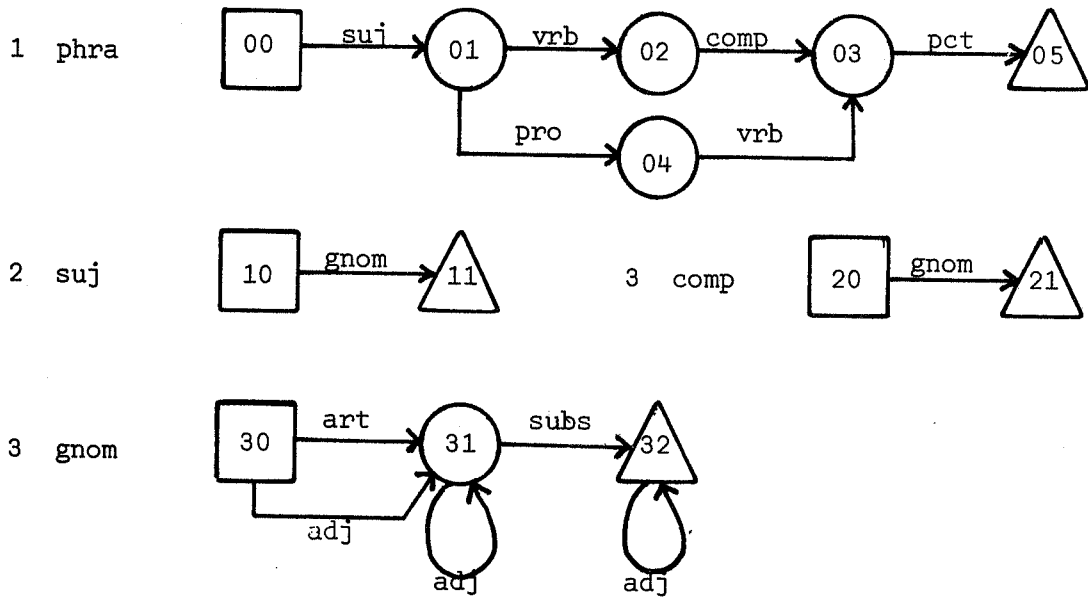 1 phra 00 suj 01 vrb 02 comp 03 pct 05
pro 04 vrb
2 suj 10 gnom 11 3 comp 20 gnom 21
3 gnom 30 art 31 subs 32
adj
adj adj